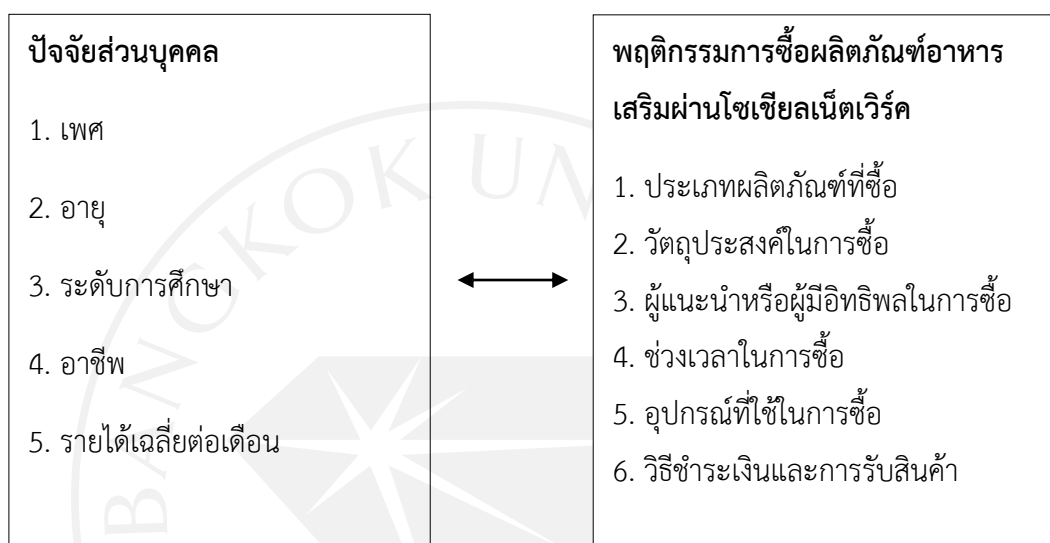 ปัจจัยส่วนบุคคล
1. เพศ
2. อายุ
3. ระดับการศึกษา
4. อาชีพ
5. รายได้เฉลี่ยต่อเดือน
พฤติกรรมการซื้อผลิตภัณฑ์อาหาร
เสริมผ่านโซเชียลเน็ตเวิร์ค
1. ประเภทผลิตภัณฑ์ที่ซื้อ
2. วัตถุประสงค์ในการซื้อ
3. ผู้แนะนำหรือผู้มีอิทธิพลในการซื้อ
4. ช่วงเวลาในการซื้อ
5. อุปกรณ์ที่ใช้ในการซื้อ
6. วิธีชำระเงินและการรับสินค้า
BANGKOK UN